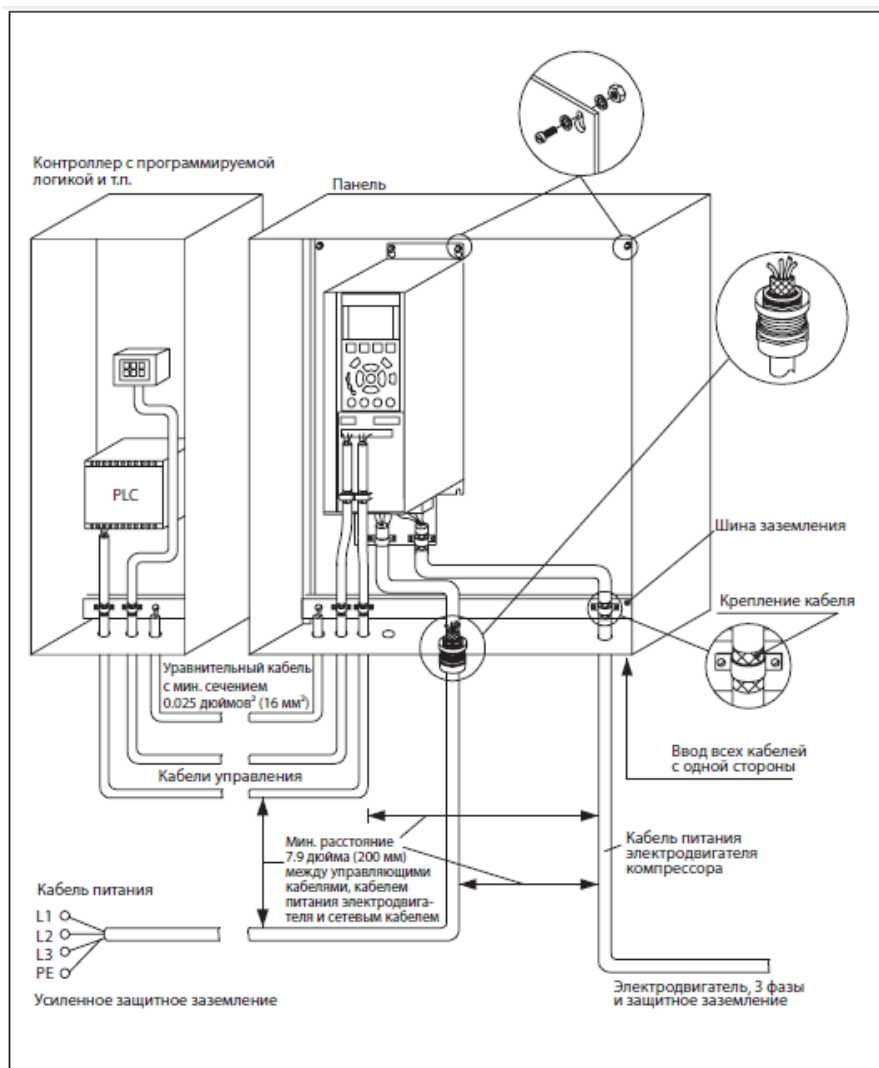 Контроллер с программируемой
логикой и т.п.
Панель
PLC
Шина заземления
Крепление кабеля
Уравнительный кабель
с мин. сечением
0.025 дюймов² (16 мм²)
Ввод всех кабелей
с одной стороны
Кабели управления
Мин. расстояние
7.9 дюйма (200 мм)
между управляющими
кабелями, кабелем
питания электродвига-
теля и сетевым кабелем
Кабель питания
электродвигателя
компрессора
Кабель питания
L1
L2
L3
PE
Усиленное защитное заземление
Электродвигатель, 3 фазы
и защитное заземление